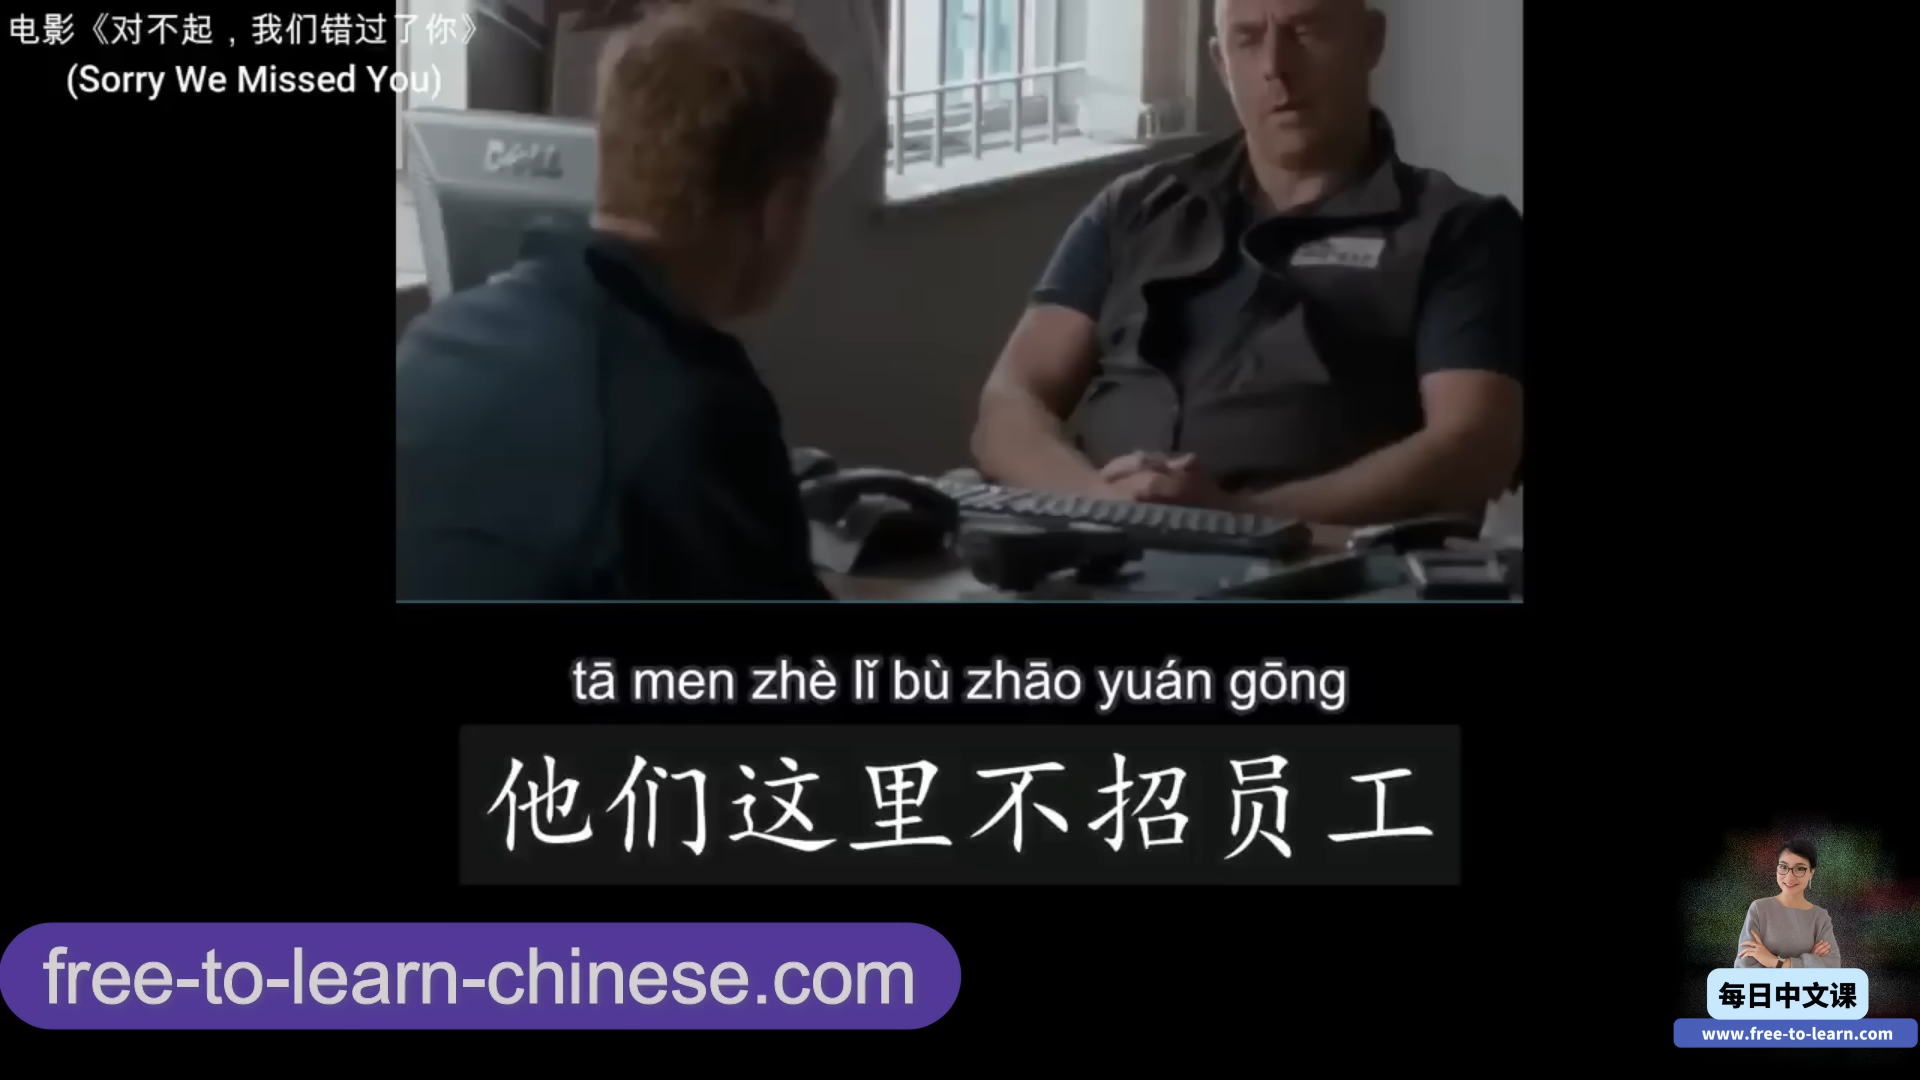 电影《对不起，我们错过了你》
(Sorry We Missed You)
DELL
tā men zhè lǐ bù zhāo yuán gōng
他们这里不招员工
free-to-learn-chinese.com
每日中文课
www.free-to-learn.com